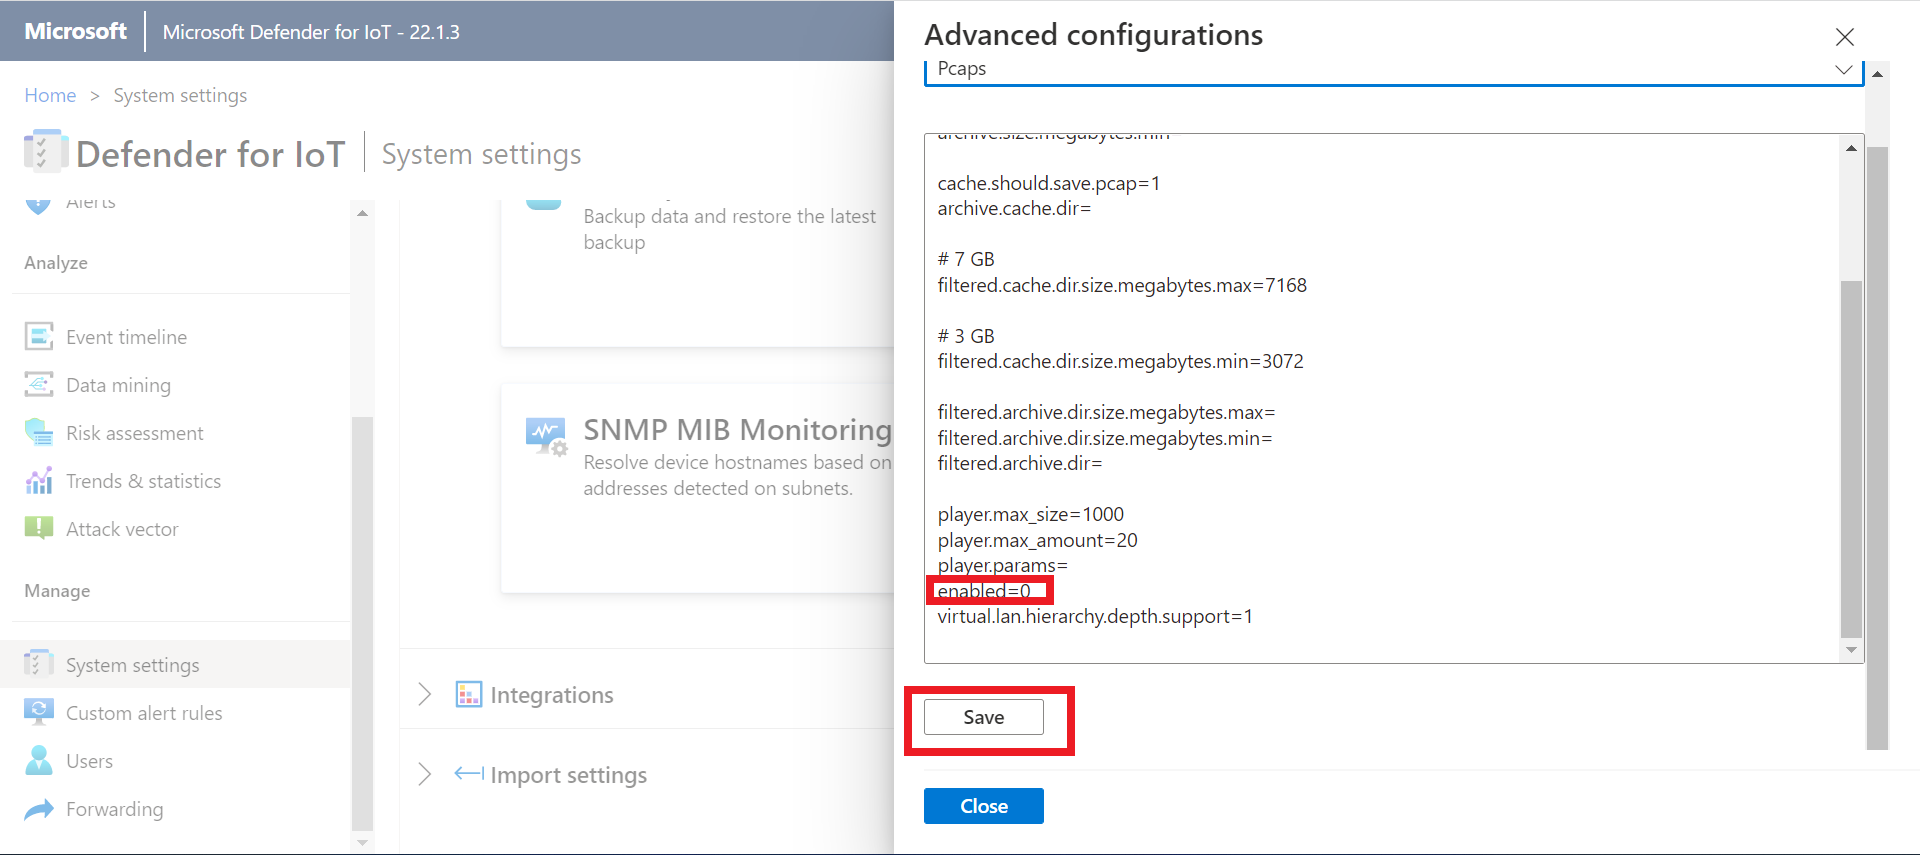 Microsoft
Microsoft Defender for IoT - 22.1.3
Home > System settings
Defender for IoT
System settings
Alerts
Analyze
Event timeline
Data mining
Risk assessment
Trends & statistics
Attack vector
Manage
System settings
Custom alert rules
Users
Forwarding
Backup data and restore the latest
backup
SNMP MIB Monitoring
Resolve device hostnames based on
addresses detected on subnets.
Integrations
Import settings
Advanced configurations
Pcaps
archive.size.megabytes.min=
cache.should.save.pcap=1
archive.cache.dir=
# 7 GB
filtered.cache.dir.size.megabytes.max=7168
# 3 GB
filtered.cache.dir.size.megabytes.min=3072
filtered.archive.dir.size.megabytes.max=
filtered.archive.dir.size.megabytes.min=
filtered.archive.dir=
player.max_size=1000
player.max_amount=20
player.params=
enabled=0
virtual.lan.hierarchy.depth.support=1
Save
Close